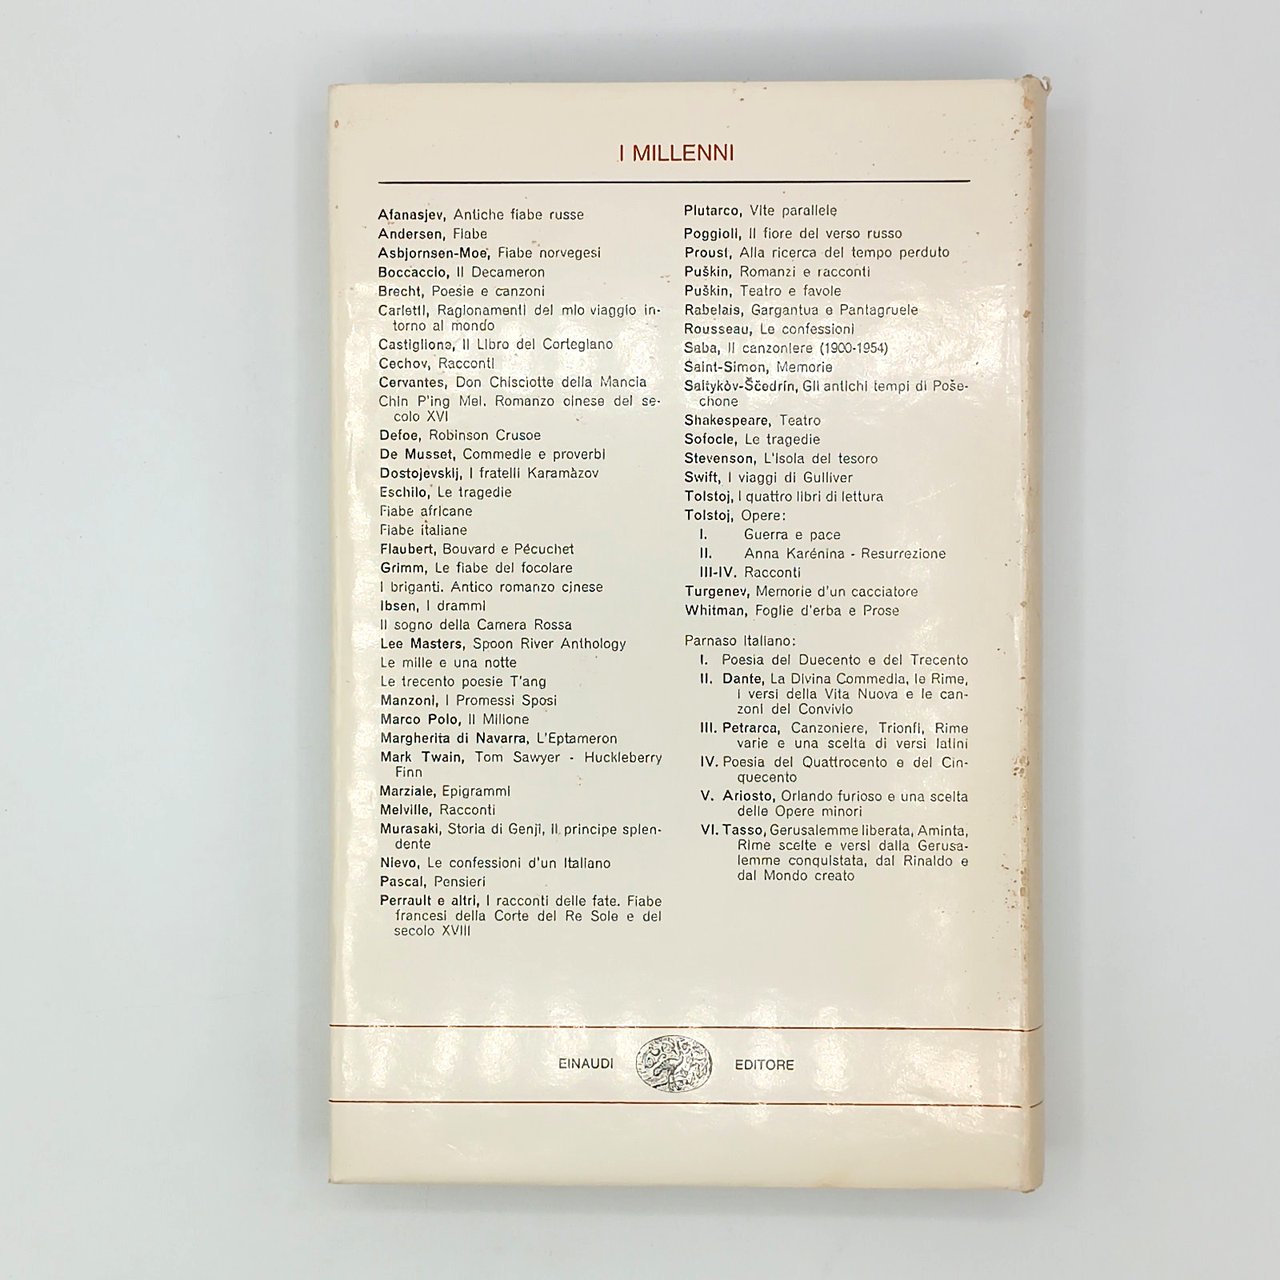 I MILLENNI
Afanasjev, Antiche fiabe russe
Andersen, Fiabe
Asbjornsen-Moe, Fiabe norvegesi
Boccaccio, Il Decameron
Brecht, Poesie e canzoni
Carletti, Ragionamenti del mio viaggio in-
torno al mondo
Castiglione, Il Libro del Cortegiano
Cechov, Racconti
Cervantes, Don Chisciotte della Mancia
Chin P'ing Mei. Romanzo cinese del se-
colo XVI
Defoe, Robinson Crusoe
De Musset, Commedie e proverbi
Dostojevskij, I fratelli Karamàzov
Eschilo, Le tragedie
Fiabe africane
Fiabe italiane
Flaubert, Bouvard e Pécuchet
Grimm, Le fiabe del focolare
I briganti. Antico romanzo cinese
Ibsen, I drammi
Il sogno della Camera Rossa
Lee Masters, Spoon River Anthology
Le mille e una notte
Le trecento poesie T'ang
Manzoni, I Promessi Sposi
Marco Polo, Il Milione
Margherita di Navarra, L'Eptameron
Mark Twain, Tom Sawyer - Huckleberry
Finn
Marziale, Epigrammi
Melville, Racconti
Murasaki, Storia di Genji, Il principe splen-
dente
Nievo, Le confessioni d'un Italiano
Pascal, Pensieri
Perrault e altri, I racconti delle fate. Fiabe
francesi della Corte del Re Sole e del
secolo XVIII
Plutarco, Vite parallele
Poggioli, Il fiore del verso russo
Proust, Alla ricerca del tempo perduto
Puškin, Romanzi e racconti
Puškin, Teatro e favole
Rabelais, Gargantua e Pantagruele
Rousseau, Le confessioni
Saba, Il canzoniere (1900-1954)
Saint-Simon, Memorie
Saltykòv-Ščedrin, Gli antichi tempi di Poše-
chone
Shakespeare, Teatro
Sofocle, Le tragedie
Stevenson, L'Isola del tesoro
Swift, I viaggi di Gulliver
Tolstoj, I quattro libri di lettura
Tolstoj, Opere:
I. Guerra e pace
II. Anna Karénina - Resurrezione
III-IV. Racconti
Turgenev, Memorie d'un cacciatore
Whitman, Foglie d'erba e Prose
Parnaso Italiano:
I. Poesia del Duecento e del Trecento
II. Dante, La Divina Commedia, le Rime,
i versi della Vita Nuova e le can-
zoni del Convivio
III. Petrarca, Canzoniere, Trionfi, Rime
varie e una scelta di versi latini
IV. Poesia del Quattrocento e del Cin-
quecento
V. Ariosto, Orlando furioso e una scelta
delle Opere minori
VI. Tasso, Gerusalemme liberata, Aminta,
Rime scelte e versi dalla Gerusa-
lemme conquistata, dal Rinaldo e
dal Mondo creato
EINAUDI EDITORE